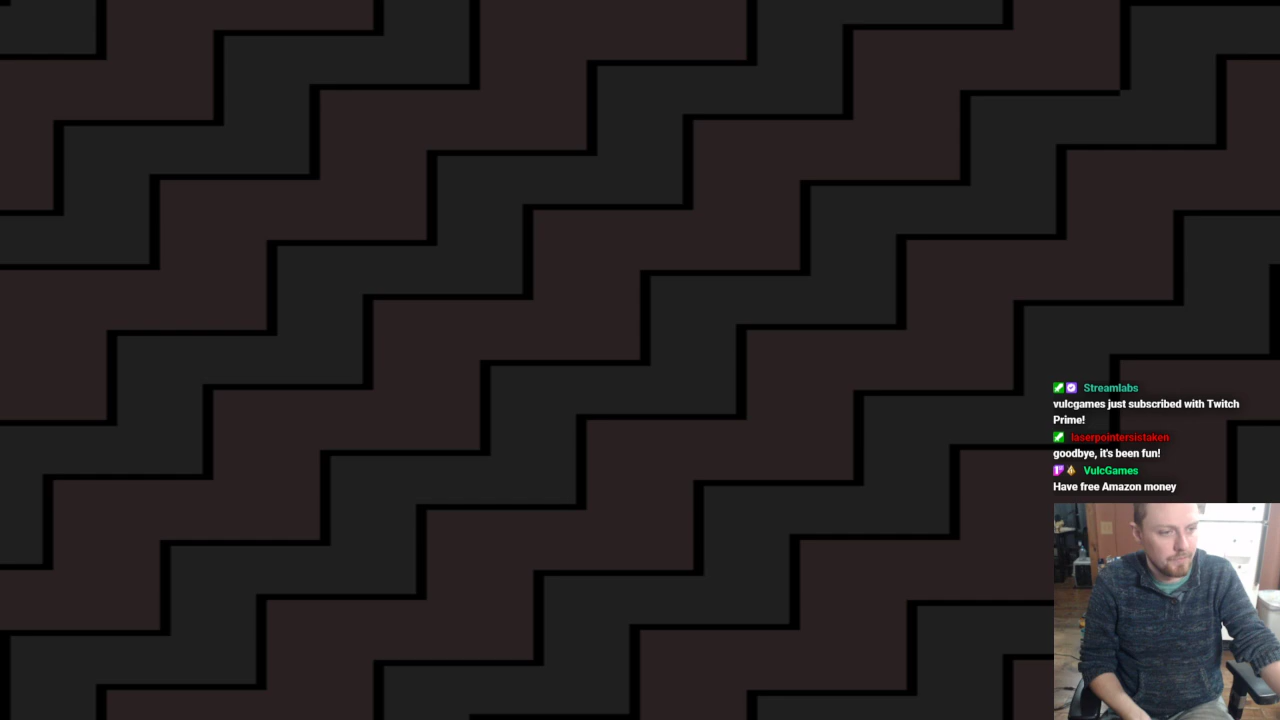 Streamlabs
vulcgames just subscribed with Twitch
Prime!
laserpointersistaken
goodbye, it's been fun!
VulcGames
Have free Amazon money